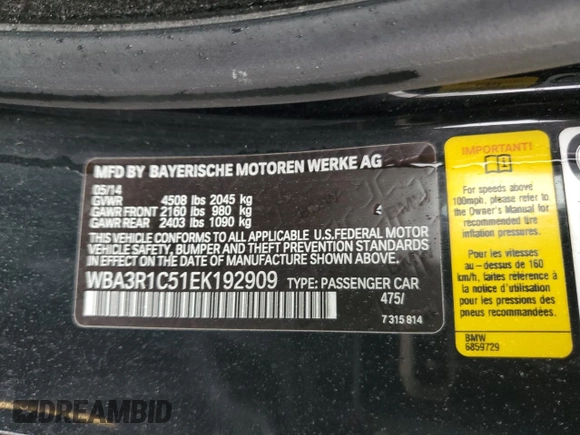 MFD BY BAYERISCHE MOTOREN WERKE AG
05/14
GVWR 4508 lbs 2045 kg
GAWR FRONT 2160 lbs 980 kg
GAWR REAR 2403 lbs 1090 kg
THIS VEHICLE CONFORMS TO ALL APPLICABLE U.S.FEDERAL MOTOR
VEHICLE SAFETY, BUMPER AND THEFT PREVENTION STANDARDS
IN EFFECT ON THE DATE OF MANUFACTURE SHOWN ABOVE.
WBA3R1C51EK192909 TYPE: PASSENGER CAR
475/
7 315 814
IMPORTANT!
For speeds above
100mph, please refer to
the Owner's Manual for
recommended tire
inflation pressures.
Pour les vitesses
au-dessus de 160
km/h, faire référence à
la notice d'utilisation
pour les pressions des
pneus recommandées.
BMW
6859729
DREAMBID